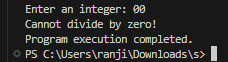 Enter an integer: 00
Cannot divide by zero!
Program execution completed.
PS C:\Users\ranji\Downloads\s>